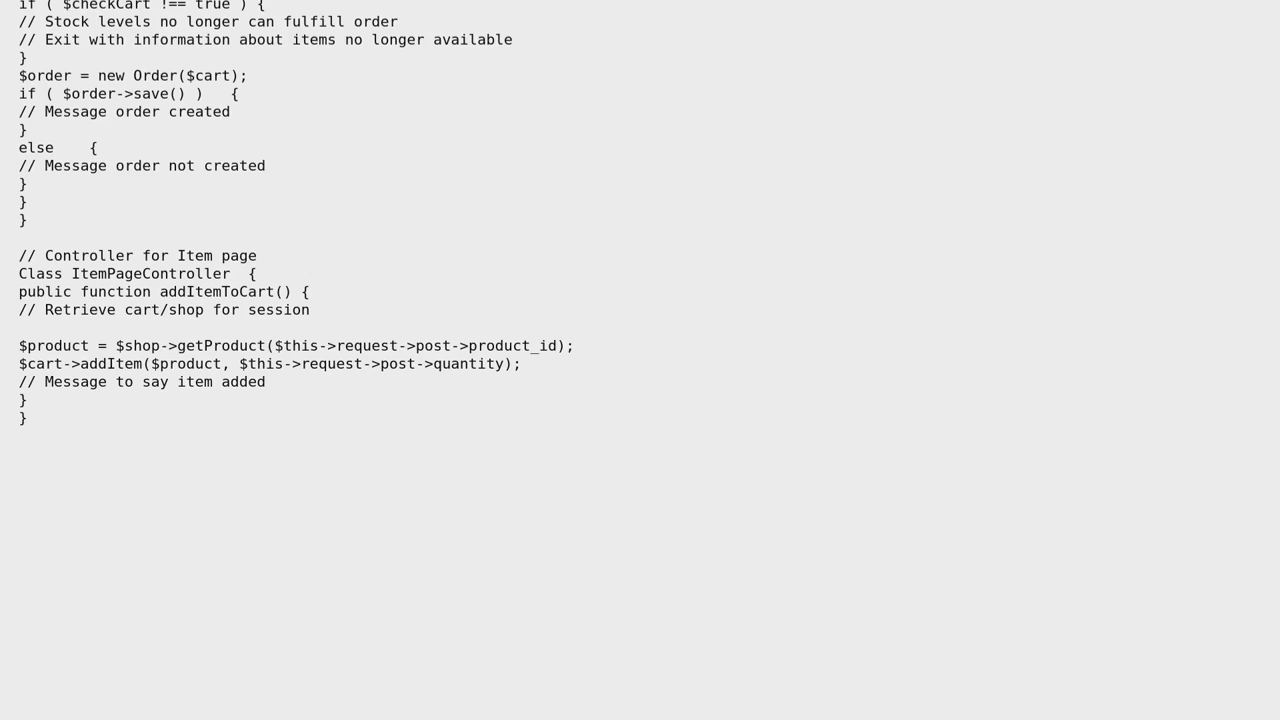 if ( $checkCart !== true ) {
// Stock levels no longer can fulfill order
// Exit with information about items no longer available
}
$order = new Order($cart);
if ( $order->save() )   {
// Message order created
}
else    {
// Message order not created
}
}
}

// Controller for Item page
Class ItemPageController  {
public function addItemToCart() {
// Retrieve cart/shop for session

$product = $shop->getProduct($this->request->post->product_id);
$cart->addItem($product, $this->request->post->quantity);
// Message to say item added
}
}